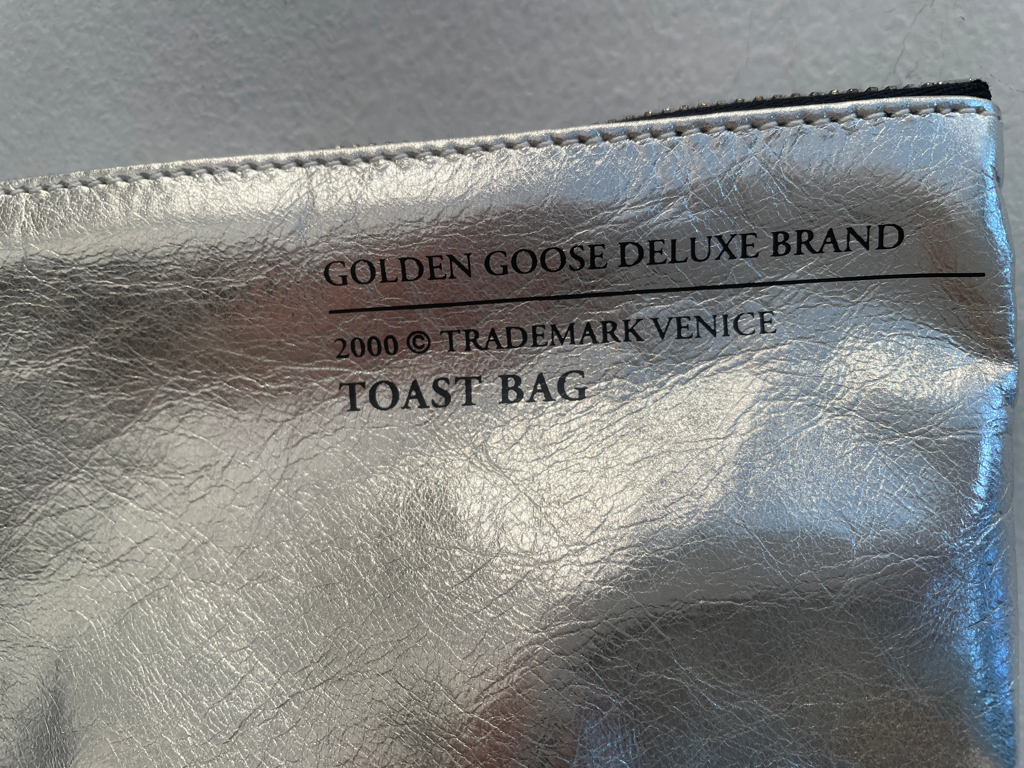 GOLDEN GOOSE DELUXE BRAND
2000 © TRADEMARK VENICE
TOAST BAG